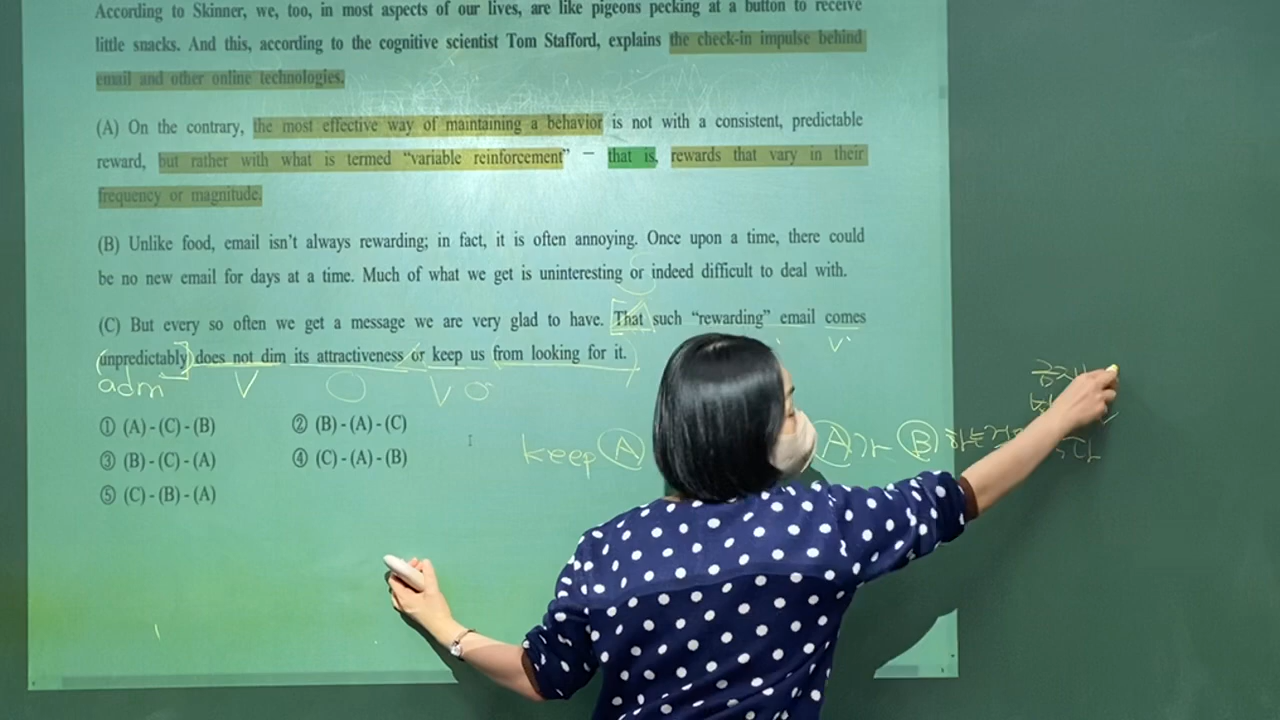 According to Skinner, we, too, in most aspects of our lives, are like pigeons pecking at a button to receive
little snacks. And this, according to the cognitive scientist Tom Stafford, explains the check-in impulse behind
email and other online technologies.
(A) On the contrary, the most effective way of maintaining a behavior is not with a consistent, predictable
reward, but rather with what is termed “variable reinforcement” – that is, rewards that vary in their
frequency or magnitude.
(B) Unlike food, email isn’t always rewarding; in fact, it is often annoying. Once upon a time, there could
be no new email for days at a time. Much of what we get is uninteresting or indeed difficult to deal with.
(C) But every so often we get a message we are very glad to have. That such “rewarding” email comes
V
unpredictably does not dim its attractiveness or keep us from looking for it.
V O V O
① (A) - (C) - (B) ② (B) - (A) - (C)
keep Ⓐ Ⓐ가 Ⓑ 하는것
③ (B) - (C) - (A) ④ (C) - (A) - (B)
⑤ (C) - (B) - (A)